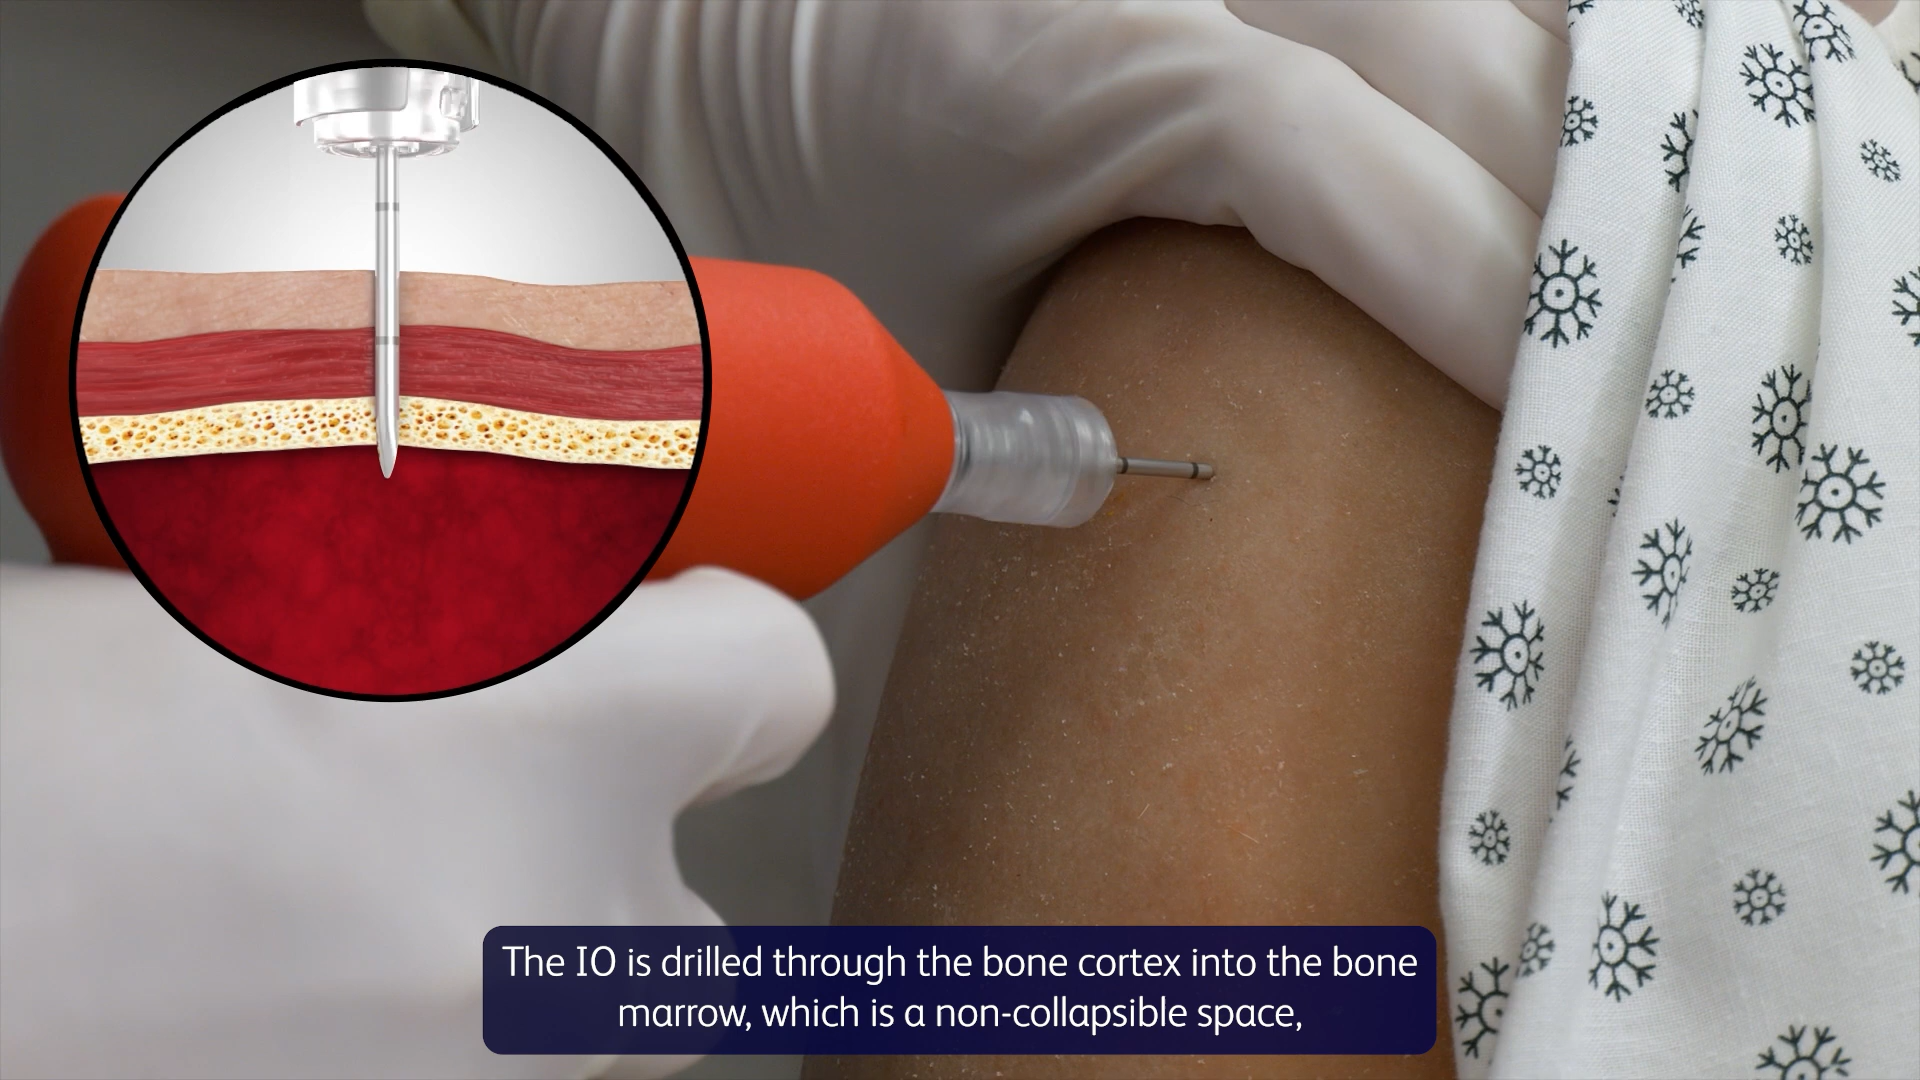 The IO is drilled through the bone cortex into the bone
marrow, which is a non-collapsible space,